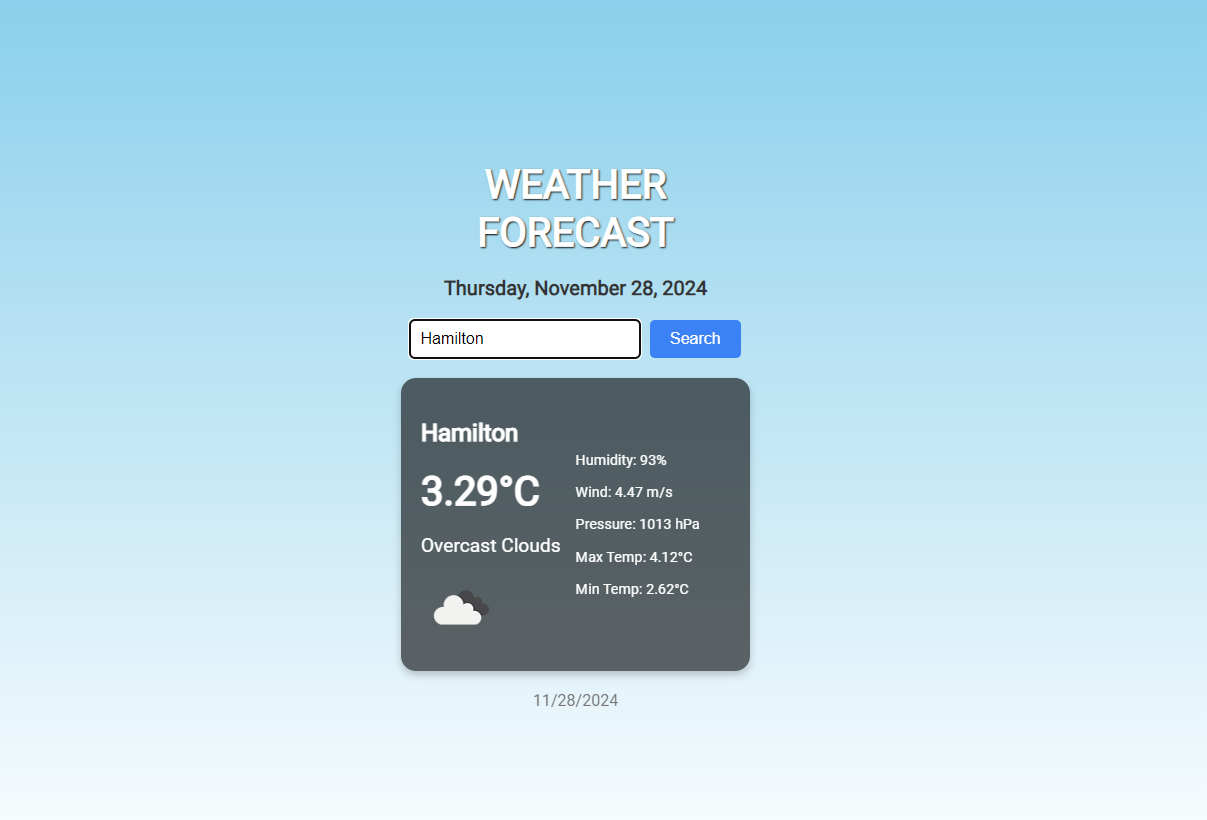 WEATHER
FORECAST
Thursday, November 28, 2024
Hamilton
Search
Hamilton
3.29°C
Overcast Clouds
Humidity: 93%
Wind: 4.47 m/s
Pressure: 1013 hPa
Max Temp: 4.12°C
Min Temp: 2.62°C
11/28/2024